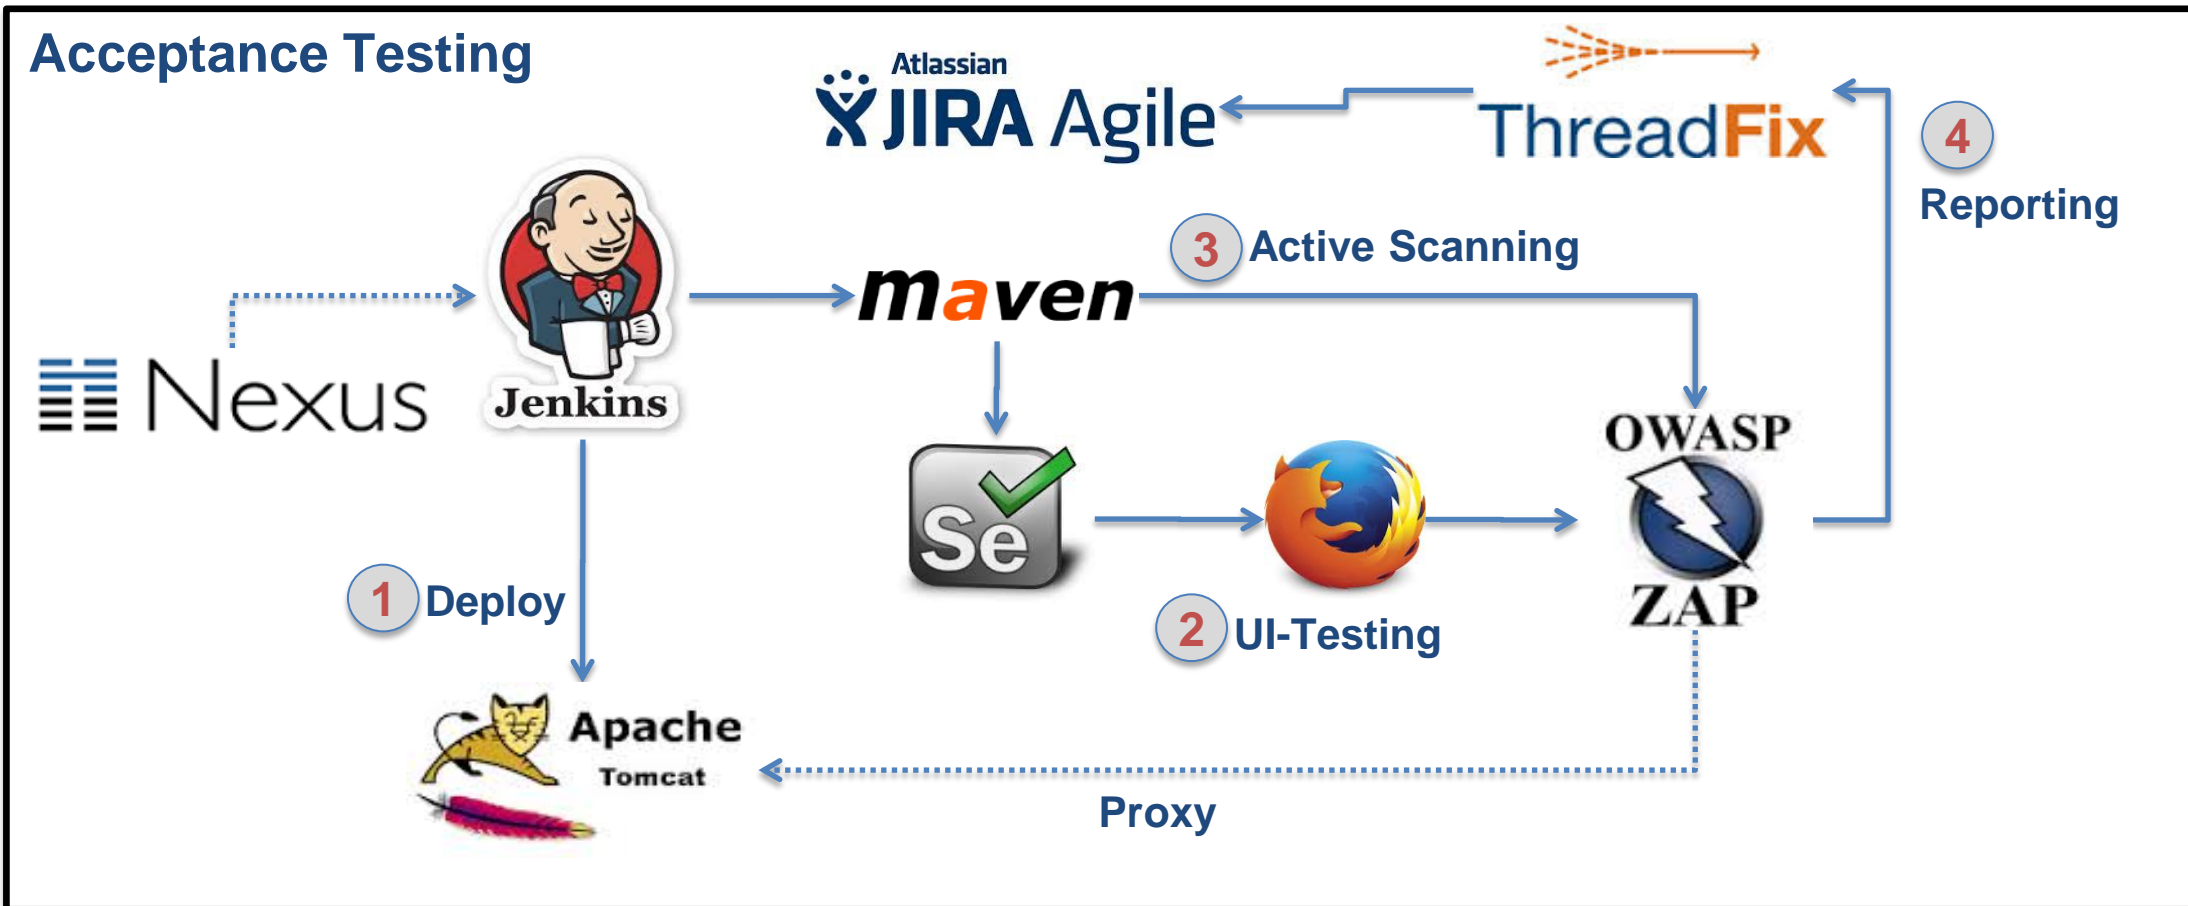 Acceptance Testing
Atlassian
JIRA Agile
ThreadFix
4
Reporting
3 Active Scanning
maven
Nexus
Jenkins
OWASP
ZAP
Se
1 Deploy
2 UI-Testing
Apache
Tomcat
Proxy